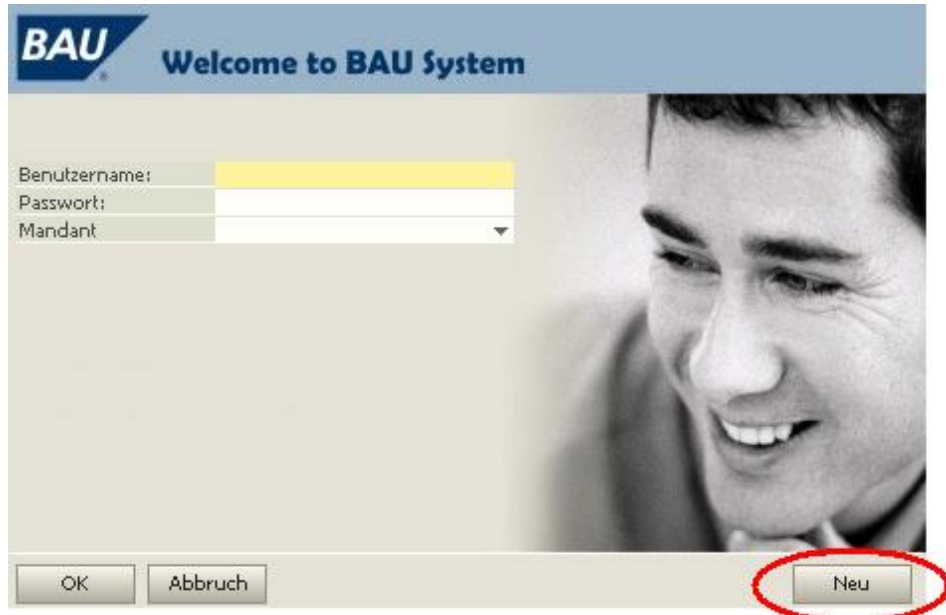 BAU
®
Welcome to BAU System
Benutzername:
Passwort:
Mandant
OK Abbruch Neu